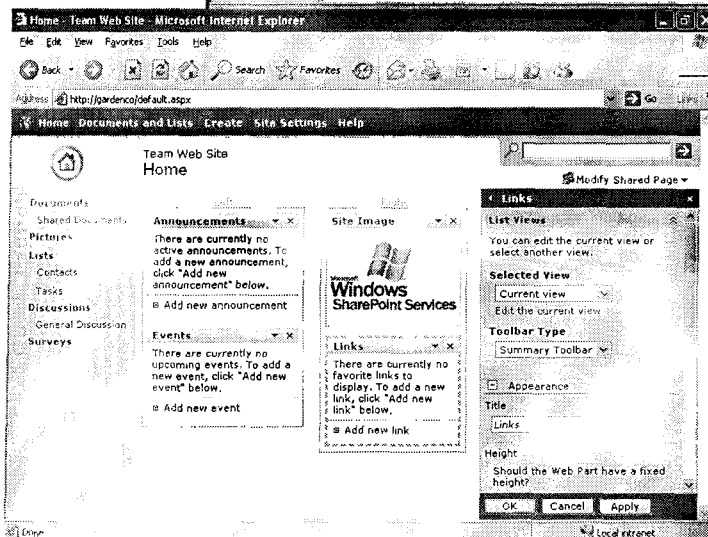 Home - Team Web Site - Microsoft Internet Explorer
File Edit View Favorites Tools Help
Back Search Favorites
Address http://gardenco/default.aspx Go Links
Home Documents and Lists Create Site Settings Help
Team Web Site
Home
Modify Shared Page
Documents
Shared Documents
Pictures
Lists
Contacts
Tasks
Discussions
General Discussion
Surveys
Left
Announcements
There are currently no
active announcements. To
add a new announcement,
click "Add new
announcement" below.
Add new announcement
Events
There are currently no
upcoming events. To add a
new event, click "Add new
event" below.
Add new event
Right
Site Image
Microsoft
Windows
SharePoint Services
Links
There are currently no
favorite links to
display. To add a new
link, click "Add new
link" below.
Add new link
Links
List Views
You can edit the current view or
select another view.
Selected View
Current view
Edit the current view
Toolbar Type
Summary Toolbar
Appearance
Title
Links
Height
Should the Web Part have a fixed
height?
OK Cancel Apply
Done
Local intranet